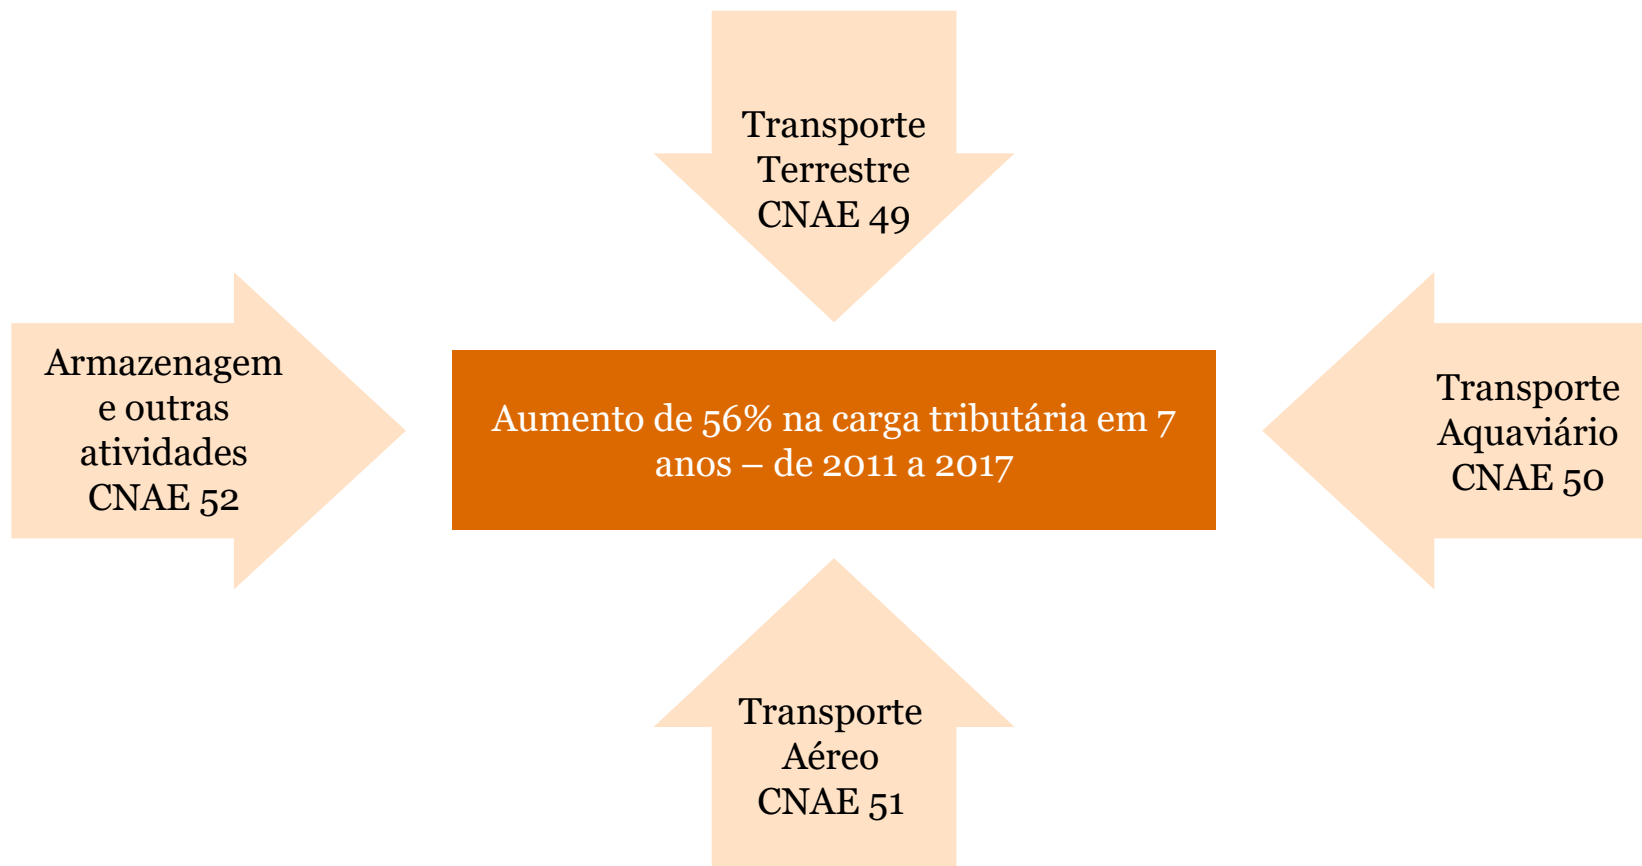 Transporte
Terrestre
CNAE 49
Armazenagem
e outras
atividades
CNAE 52
Aumento de 56% na carga tributária em 7
anos – de 2011 a 2017
Transporte
Aquaviário
CNAE 50
Transporte
Aéreo
CNAE 51